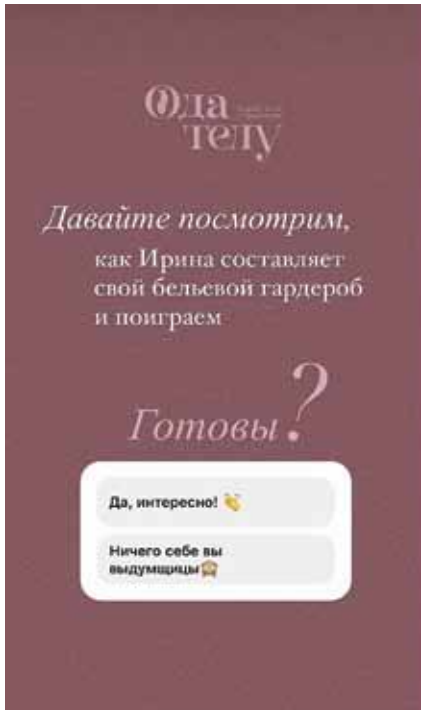 Ода
телу
Давайте посмотрим,
как Ирина составляет
свой бельевой гардероб
и поиграем
Готовы?
Да, интересно! 👏
Ничего себе вы
выдумщицы🙈